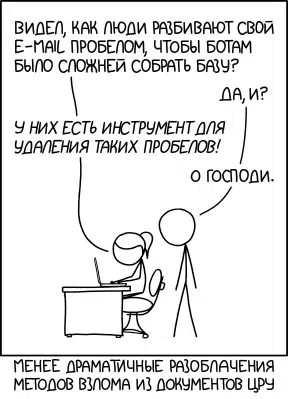 ВИДЕЛ, КАК ЛЮДИ РАЗБИВАЮТ СВОЙ
E-MAIL ПРОБЕЛОМ, ЧТОБЫ БОТАМ
БЫЛО СЛОЖНЕЙ СОБРАТЬ БАЗУ?
ДА, И?
У НИХ ЕСТЬ ИНСТРУМЕНТ ДЛЯ
УДАЛЕНИЯ ТАКИХ ПРОБЕЛОВ!
О ГОСПОДИ.
МЕНЕЕ ДРАМАТИЧНЫЕ РАЗОБЛАЧЕНИЯ
МЕТОДОВ ВЗЛОМА ИЗ ДОКУМЕНТОВ ЦРУ